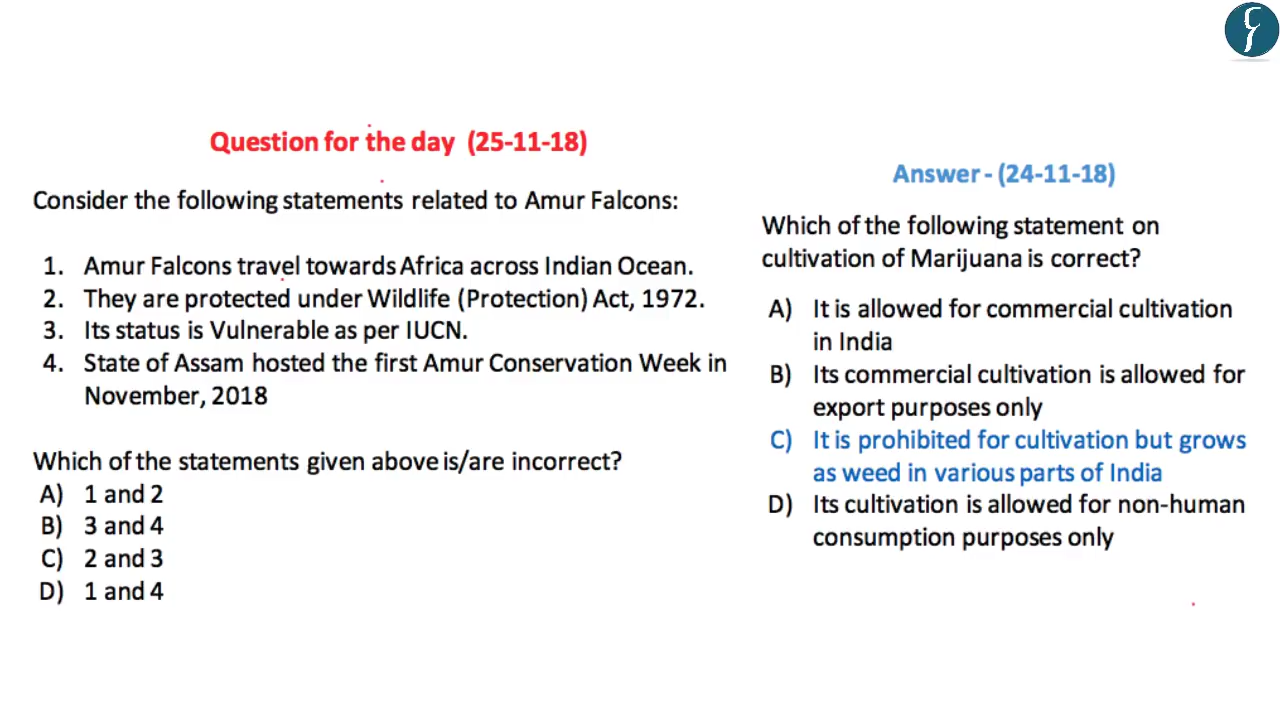 Question for the day (25-11-18)
Consider the following statements related to Amur Falcons:
1. Amur Falcons travel towards Africa across Indian Ocean.
2. They are protected under Wildlife (Protection) Act, 1972.
3. Its status is Vulnerable as per IUCN.
4. State of Assam hosted the first Amur Conservation Week in
November, 2018
Which of the statements given above is/are incorrect?
A) 1 and 2
B) 3 and 4
C) 2 and 3
D) 1 and 4
Answer - (24-11-18)
Which of the following statement on
cultivation of Marijuana is correct?
A) It is allowed for commercial cultivation
in India
B) Its commercial cultivation is allowed for
export purposes only
C) It is prohibited for cultivation but grows
as weed in various parts of India
D) Its cultivation is allowed for non-human
consumption purposes only